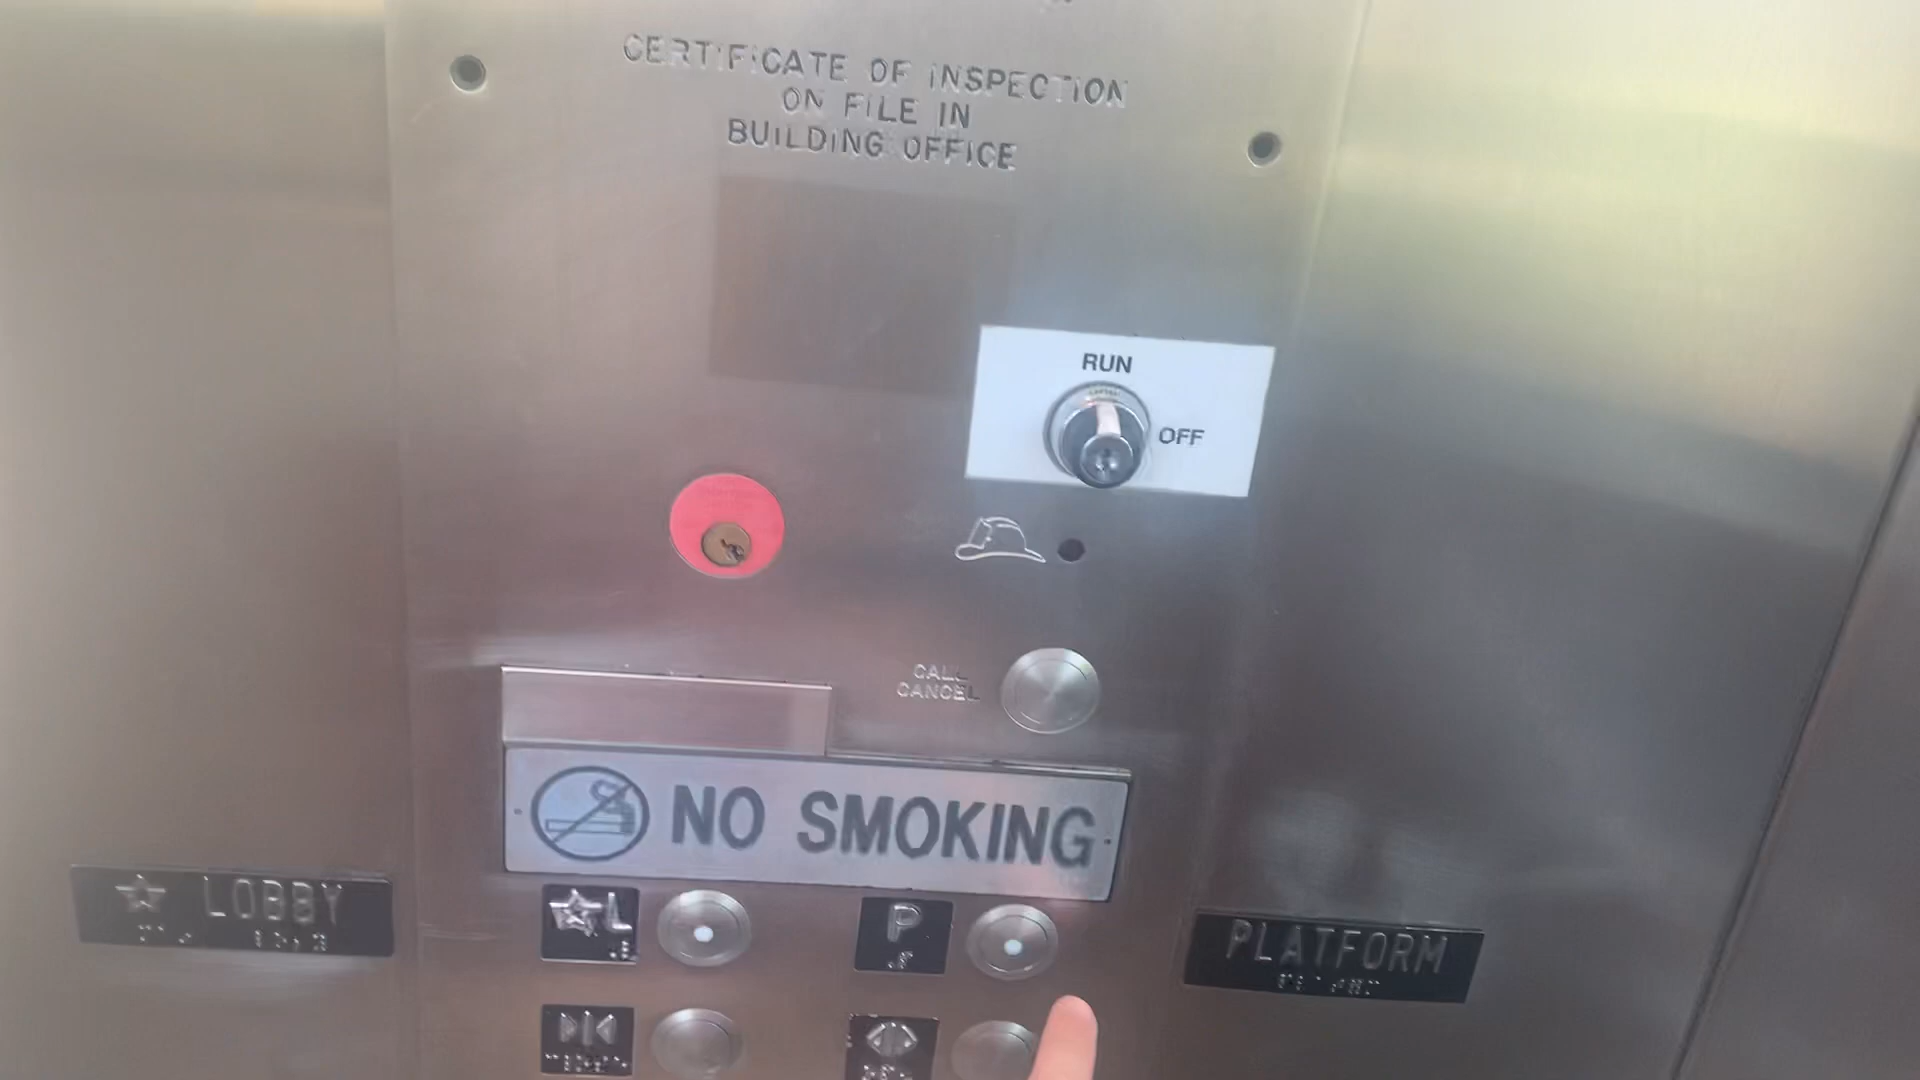 CERTIFICATE OF INSPECTION
ON FILE IN
BUILDING OFFICE
RUN
OFF
CALL
CANCEL
NO SMOKING
LOBBY
L
P
PLATFORM